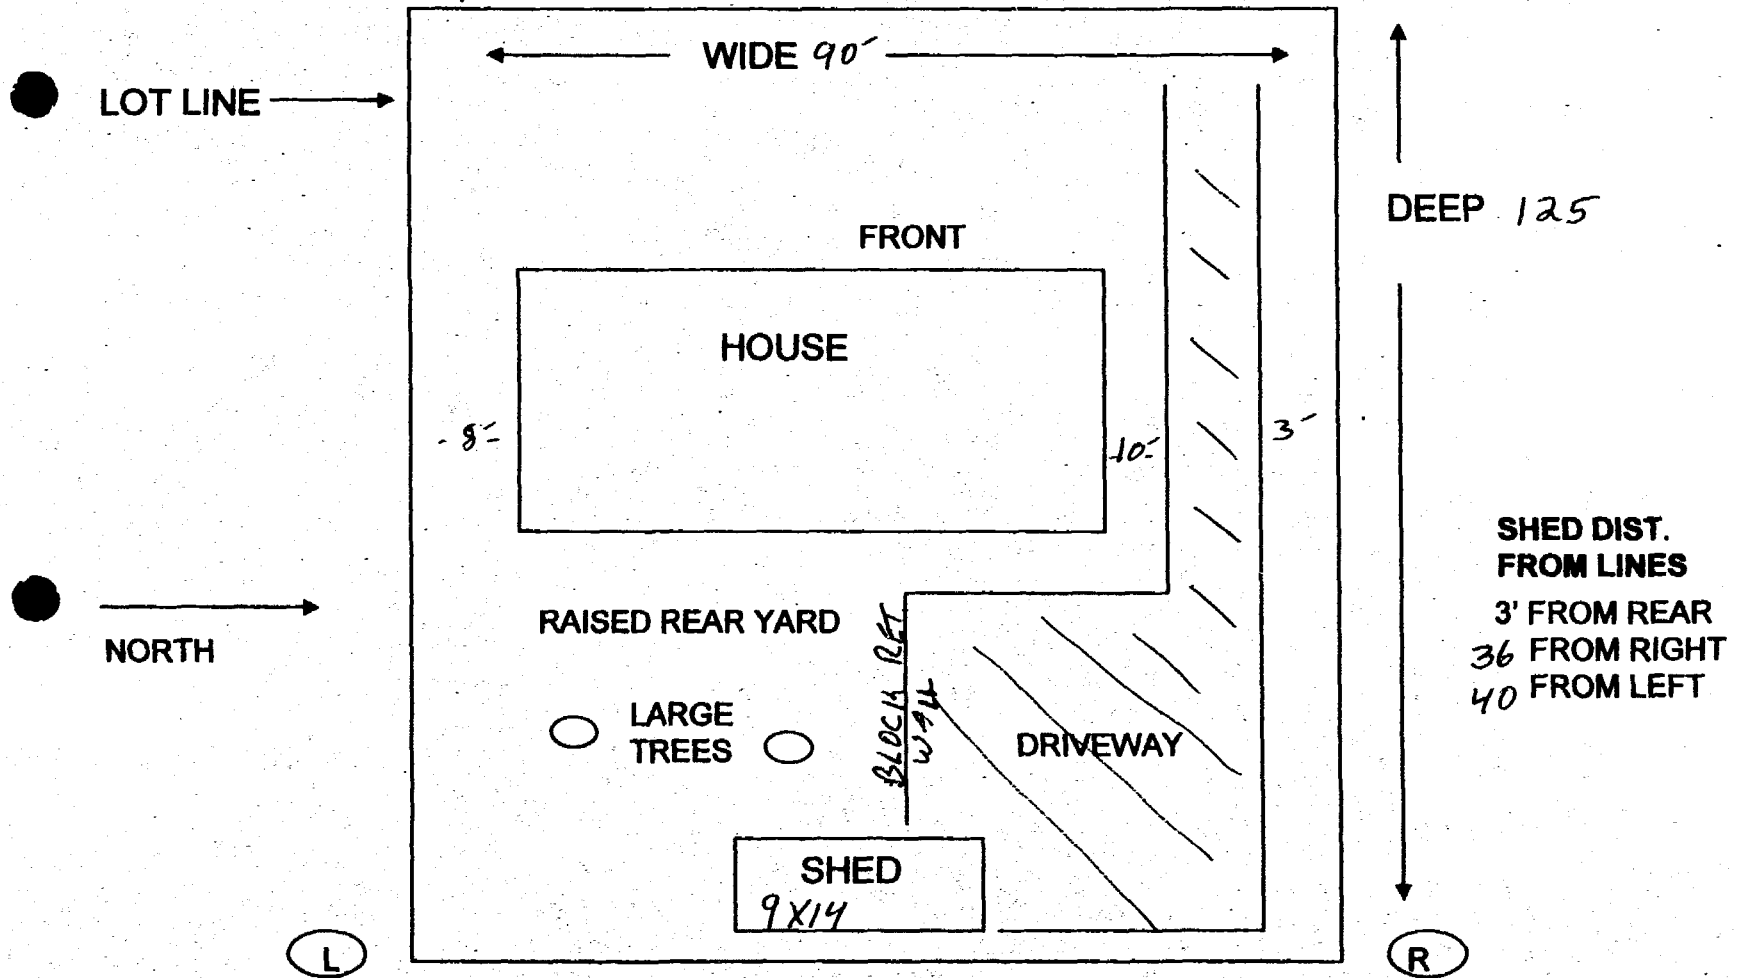 WIDE 90'
LOT LINE
DEEP 125
FRONT
HOUSE
8'
10'
3'
SHED DIST.
FROM LINES
3' FROM REAR
36 FROM RIGHT
40 FROM LEFT
NORTH
RAISED REAR YARD
BLOCK RET
WALL
LARGE
TREES
DRIVEWAY
SHED
9X14
L
R